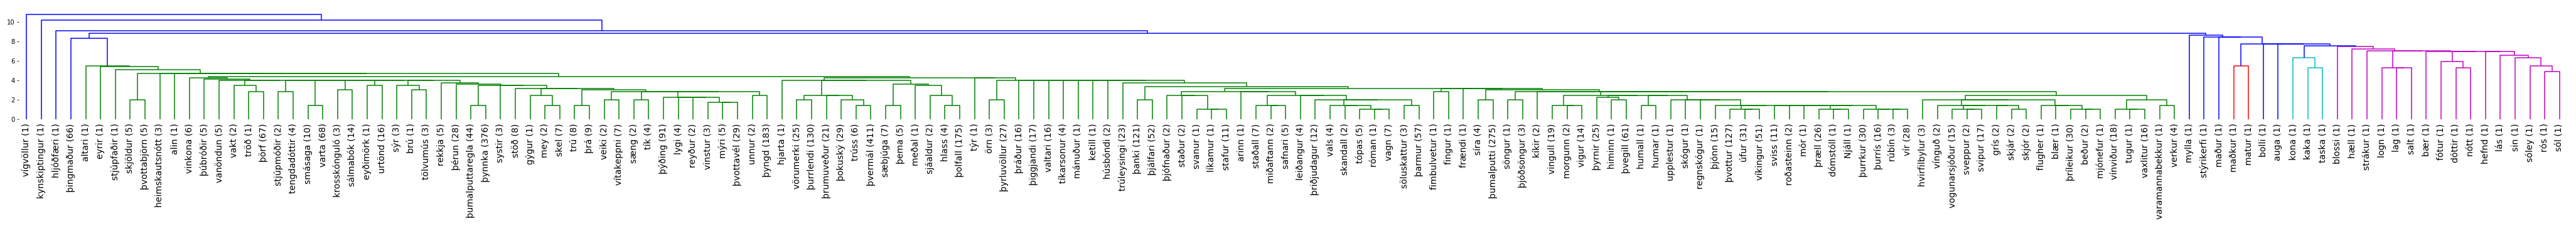 10
8
6
4
2
0
vígvöllur (1)
kynskiptingur (1)
hljóðfæri (1)
þingmaður (66)
altari (1)
eyrir (1)
stjúpfaðir (1)
skjöldur (5)
þvottabjörn (5)
heimskautsnótt (3)
alin (1)
vinkona (6)
þúbróðir (5)
vanöndun (5)
vakt (2)
tröð (1)
þörf (67)
stjúpmóðir (2)
tengdadóttir (4)
smásaga (10)
varta (68)
krossköngulò (3)
sálmabók (14)
eyðimörk (1)
urtönd (16)
sýr (3)
brú (1)
tölvumús (3)
rekkja (5)
þérun (28)
þumalputtaregla (44)
þynnka (376)
systir (3)
stöð (8)
gýgur (1)
mey (2)
skel (7)
trú (8)
þrá (9)
veiki (2)
vítakeppni (7)
sæng (2)
tík (4)
þýðing (91)
lygi (4)
reyður (2)
vinstur (3)
mýri (5)
þvottavél (29)
unnur (2)
þyngd (183)
hjarta (1)
vörumerki (25)
þurrlendi (130)
þrumuveður (21)
þokuský (29)
trúss (6)
þvermál (411)
sæbjúga (7)
þema (5)
meðal (1)
sjáaldur (2)
hlass (4)
þolfall (175)
týr (1)
örn (3)
þyrluvöllur (27)
þráður (16)
þiggjandi (17)
valtari (16)
tíkarsonur (4)
mánuður (1)
ketill (1)
húsbóndi (2)
trúleysingi (23)
þanki (121)
þjálfari (52)
þjófnaður (2)
staður (2)
svanur (1)
líkamur (1)
stafur (11)
arinn (1)
staðall (7)
miðaftann (2)
safnari (5)
leiðangur (4)
þriðjudagur (12)
vals (4)
skandall (2)
tópas (5)
róman (1)
vagn (7)
söluskattur (3)
þarmur (57)
fimbulvetur (1)
fingur (1)
frændi (1)
síra (4)
þumalputti (275)
söngur (1)
þjóðsöngur (3)
kíkir (2)
vingull (19)
morgunn (2)
vigur (14)
þyrnir (25)
himinn (1)
þvegill (61)
humall (1)
humar (1)
upplestur (1)
skógur (1)
regnskógur (1)
þjónn (15)
þvottur (127)
úfur (31)
víkingur (51)
sviss (11)
roðasteinn (2)
mór (1)
þræll (26)
dómstóll (1)
Njáll (1)
þurrkur (30)
þurrís (16)
rúbín (3)
vír (28)
hvirfilbylur (3)
vinguð (2)
vogunarsjóður (15)
sveppur (2)
svipur (17)
grís (2)
skjár (2)
skjór (2)
flugher (1)
blær (1)
þríleikur (30)
beður (2)
mjónefur (1)
vínviður (18)
tugur (1)
vaxlitur (16)
varamannabekkur (1)
verkur (4)
mylla (1)
stýrikerfi (1)
maður (1)
maðkur (1)
matur (1)
bolli (1)
auga (1)
kona (1)
kaka (1)
taska (1)
blossi (1)
hæll (1)
strákur (1)
logn (1)
lag (1)
salt (1)
bær (1)
fótur (1)
dóttir (1)
nótt (1)
hefnd (1)
lás (1)
sin (1)
sóley (1)
rós (1)
sól (1)